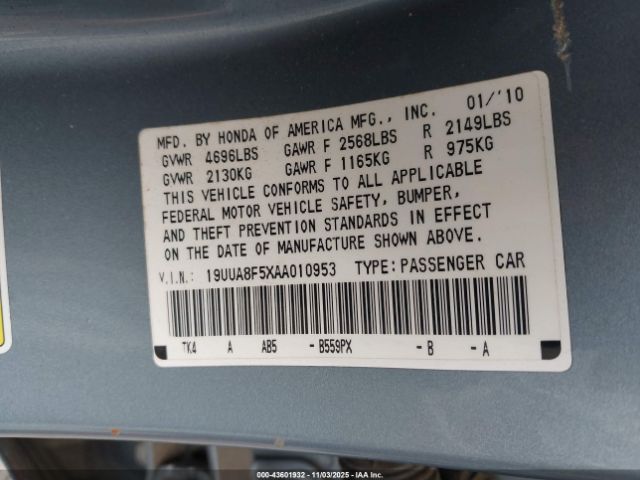 MFD. BY HONDA OF AMERICA MFG., INC. 01/'10
GVWR 4696LBS GAWR F 2568LBS R 2149LBS
GVWR 2130KG GAWR F 1165KG R 975KG
THIS VEHICLE CONFORMS TO ALL APPLICABLE
FEDERAL MOTOR VEHICLE SAFETY, BUMPER,
AND THEFT PREVENTION STANDARDS IN EFFECT
ON THE DATE OF MANUFACTURE SHOWN ABOVE.
V.I.N.: 19UUA8F5XAA010953 TYPE:PASSENGER CAR
TK4 A AB5 -B559PX -B -A
000-43601932 - 11/03/2025 - IAA Inc.